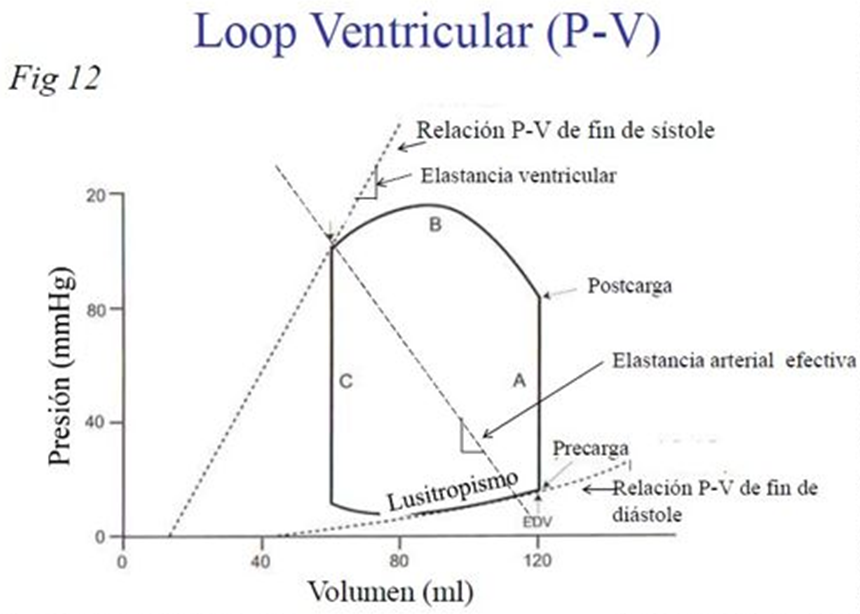 Loop Ventricular (P-V)
Fig 12
Relación P-V de fin de sístole
Elastancia ventricular
20
B
Postcarga
80
Presión (mmHg)
Elastancia arterial efectiva
C
A
40
Precarga
Lusitropismo
Relación P-V de fin de
diástole
EDV
0
0
40
80
120
Volumen (ml)